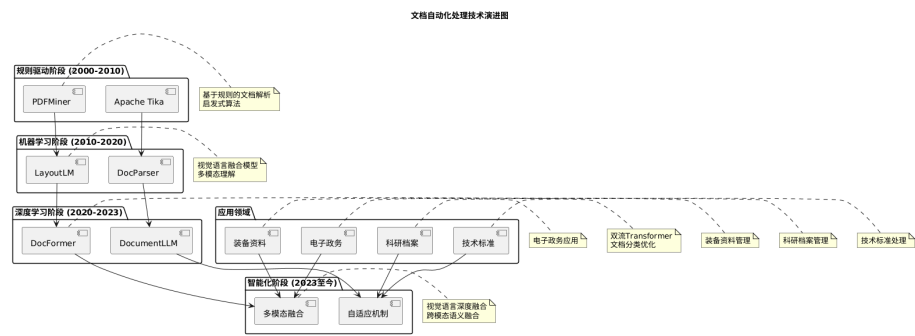 文档自动化处理技术演进图
规则驱动阶段 (2000-2010)
PDFMiner
Apache Tika
基于规则的文档解析
启发式算法
机器学习阶段 (2010-2020)
LayoutLM
DocParser
视觉语言融合模型
多模态理解
深度学习阶段 (2020-2023)
DocFormer
DocumentLLM
应用领域
装备资料
电子政务
科研档案
技术标准
电子政务应用
双流Transformer
文档分类优化
装备资料管理
科研档案管理
技术标准处理
智能化阶段 (2023至今)
多模态融合
自适应机制
视觉语言深度融合
跨模态语义融合